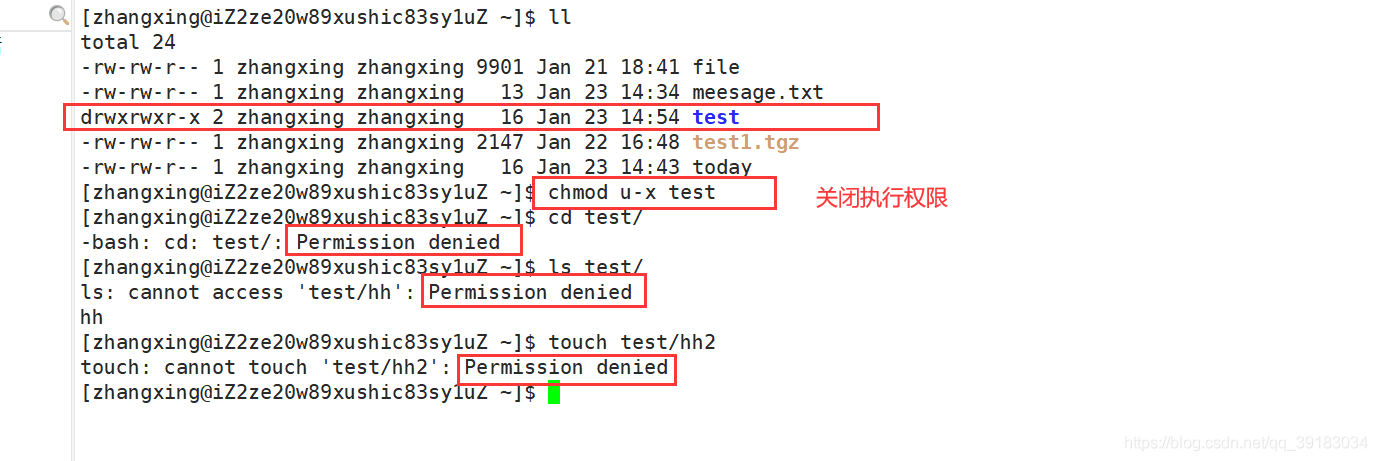 [zhangxing@iZ2ze20w89xushic83sy1uZ ~]$ ll
total 24
-rw-rw-r-- 1 zhangxing zhangxing 9901 Jan 21 18:41 file
-rw-rw-r-- 1 zhangxing zhangxing   13 Jan 23 14:34 meesage.txt
drwxrwxr-x 2 zhangxing zhangxing   16 Jan 23 14:54 test
-rw-rw-r-- 1 zhangxing zhangxing 2147 Jan 22 16:48 test1.tgz
-rw-rw-r-- 1 zhangxing zhangxing   16 Jan 23 14:43 today
[zhangxing@iZ2ze20w89xushic83sy1uZ ~]$ chmod u-x test 关闭执行权限
[zhangxing@iZ2ze20w89xushic83sy1uZ ~]$ cd test/
-bash: cd: test/: Permission denied
[zhangxing@iZ2ze20w89xushic83sy1uZ ~]$ ls test/
ls: cannot access 'test/hh': Permission denied
hh
[zhangxing@iZ2ze20w89xushic83sy1uZ ~]$ touch test/hh2
touch: cannot touch 'test/hh2': Permission denied
[zhangxing@iZ2ze20w89xushic83sy1uZ ~]$
https://blog.csdn.net/qq_39183034